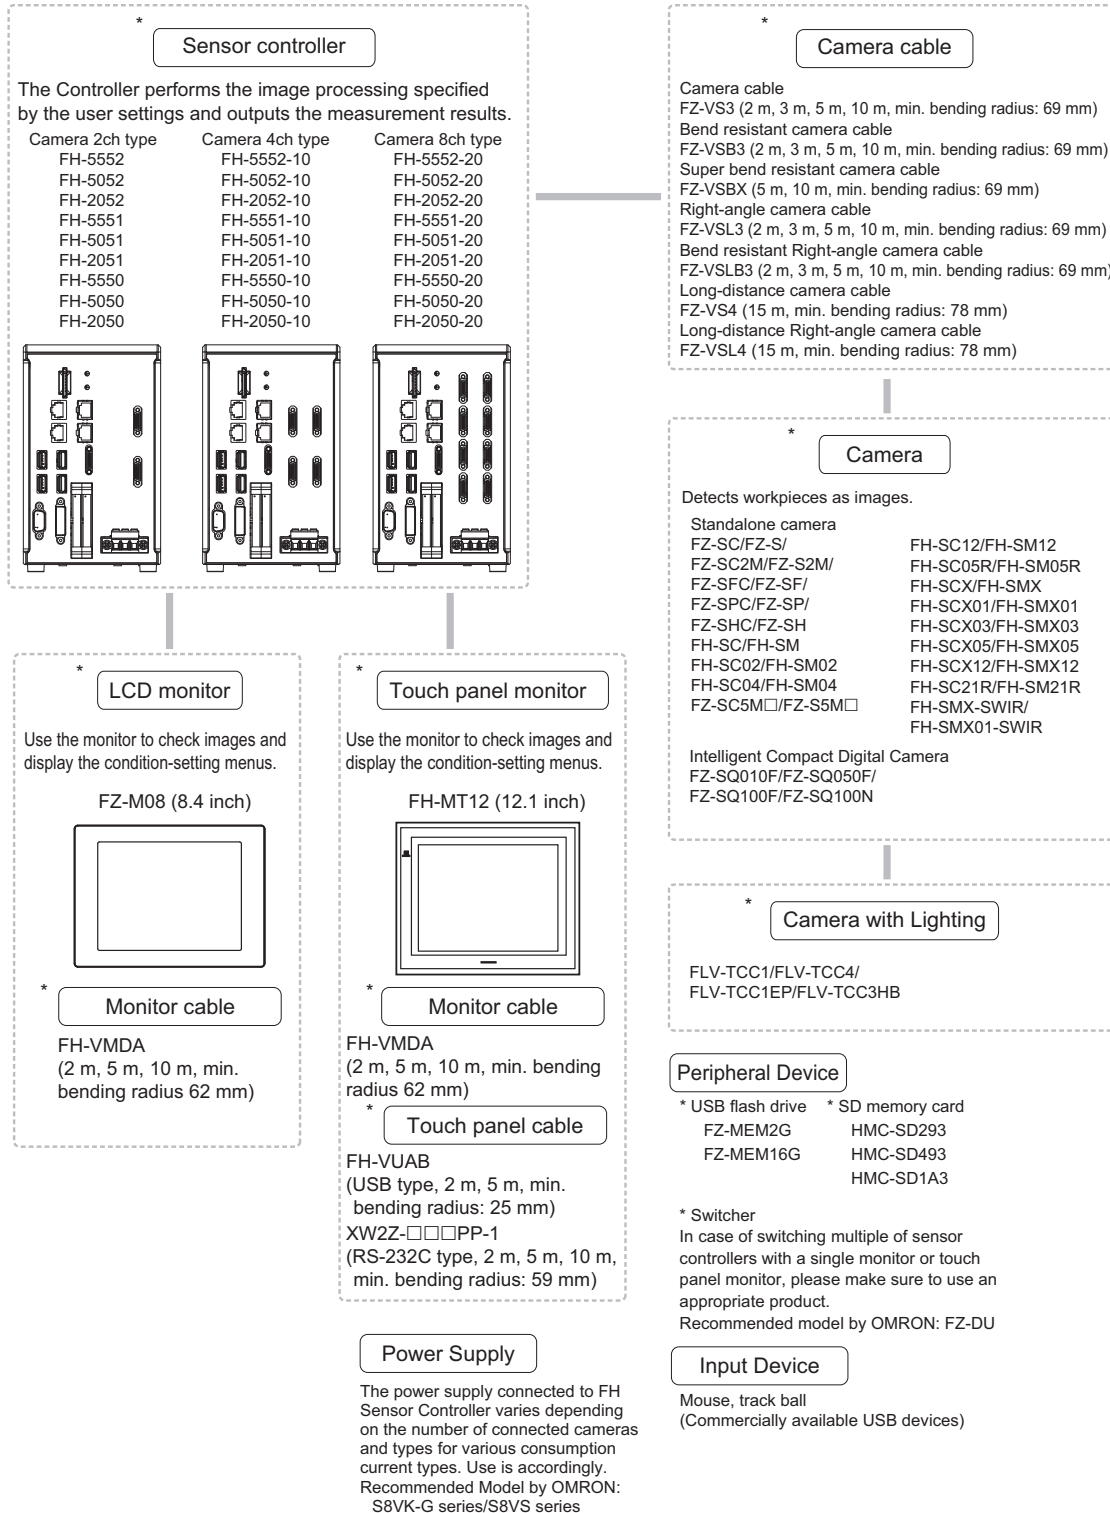 *
Sensor controller
The Controller performs the image processing specified
by the user settings and outputs the measurement results.
Camera 2ch type
FH-5552
FH-5052
FH-2052
FH-5551
FH-5051
FH-2051
FH-5550
FH-5050
FH-2050
Camera 4ch type
FH-5552-10
FH-5052-10
FH-2052-10
FH-5551-10
FH-5051-10
FH-2051-10
FH-5550-10
FH-5050-10
FH-2050-10
Camera 8ch type
FH-5552-20
FH-5052-20
FH-2052-20
FH-5551-20
FH-5051-20
FH-2051-20
FH-5550-20
FH-5050-20
FH-2050-20
*
LCD monitor
Use the monitor to check images and
display the condition-setting menus.
FZ-M08 (8.4 inch)
*
Monitor cable
FH-VMDA
(2 m, 5 m, 10 m, min.
bending radius 62 mm)
*
Touch panel monitor
Use the monitor to check images and
display the condition-setting menus.
FH-MT12 (12.1 inch)
*
Monitor cable
FH-VMDA
(2 m, 5 m, 10 m, min. bending
radius 62 mm)
*
Touch panel cable
FH-VUAB
(USB type, 2 m, 5 m, min.
bending radius: 25 mm)
XW2Z-□□□PP-1
(RS-232C type, 2 m, 5 m, 10 m,
min. bending radius: 59 mm)
Power Supply
The power supply connected to FH
Sensor Controller varies depending
on the number of connected cameras
and types for various consumption
current types. Use is accordingly.
Recommended Model by OMRON:
S8VK-G series/S8VS series
*
Camera cable
Camera cable
FZ-VS3 (2 m, 3 m, 5 m, 10 m, min. bending radius: 69 mm)
Bend resistant camera cable
FZ-VSB3 (2 m, 3 m, 5 m, 10 m, min. bending radius: 69 mm)
Super bend resistant camera cable
FZ-VSBX (5 m, 10 m, min. bending radius: 69 mm)
Right-angle camera cable
FZ-VSL3 (2 m, 3 m, 5 m, 10 m, min. bending radius: 69 mm)
Bend resistant Right-angle camera cable
FZ-VSLB3 (2 m, 3 m, 5 m, 10 m, min. bending radius: 69 mm)
Long-distance camera cable
FZ-VS4 (15 m, min. bending radius: 78 mm)
Long-distance Right-angle camera cable
FZ-VSL4 (15 m, min. bending radius: 78 mm)
*
Camera
Detects workpieces as images.
Standalone camera
FZ-SC/FZ-S/
FZ-SC2M/FZ-S2M/
FZ-SFC/FZ-SF/
FZ-SPC/FZ-SP/
FZ-SHC/FZ-SH
FH-SC/FH-SM
FH-SC02/FH-SM02
FH-SC04/FH-SM04
FZ-SC5M□/FZ-S5M□
FH-SC12/FH-SM12
FH-SC05R/FH-SM05R
FH-SCX/FH-SMX
FH-SCX01/FH-SMX01
FH-SCX03/FH-SMX03
FH-SCX05/FH-SMX05
FH-SCX12/FH-SMX12
FH-SC21R/FH-SM21R
FH-SMX-SWIR/
FH-SMX01-SWIR
Intelligent Compact Digital Camera
FZ-SQ010F/FZ-SQ050F/
FZ-SQ100F/FZ-SQ100N
*
Camera with Lighting
FLV-TCC1/FLV-TCC4/
FLV-TCC1EP/FLV-TCC3HB
Peripheral Device
* USB flash drive
FZ-MEM2G
FZ-MEM16G
* SD memory card
HMC-SD293
HMC-SD493
HMC-SD1A3
* Switcher
In case of switching multiple of sensor
controllers with a single monitor or touch
panel monitor, please make sure to use an
appropriate product.
Recommended model by OMRON: FZ-DU
Input Device
Mouse, track ball
(Commercially available USB devices)